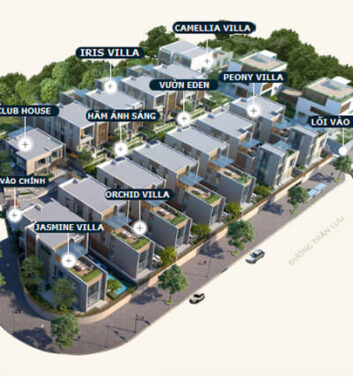 CAMELLIA VILLA
IRIS VILLA
PEONY VILLA
VƯỜN EDEN
CLUB HOUSE
HẦM ÁNH SÁNG
LỐI VÀO
VÀO CHÍNH
ORCHID VILLA
JASMINE VILLA
ĐƯỜNG TRẦN LỰU